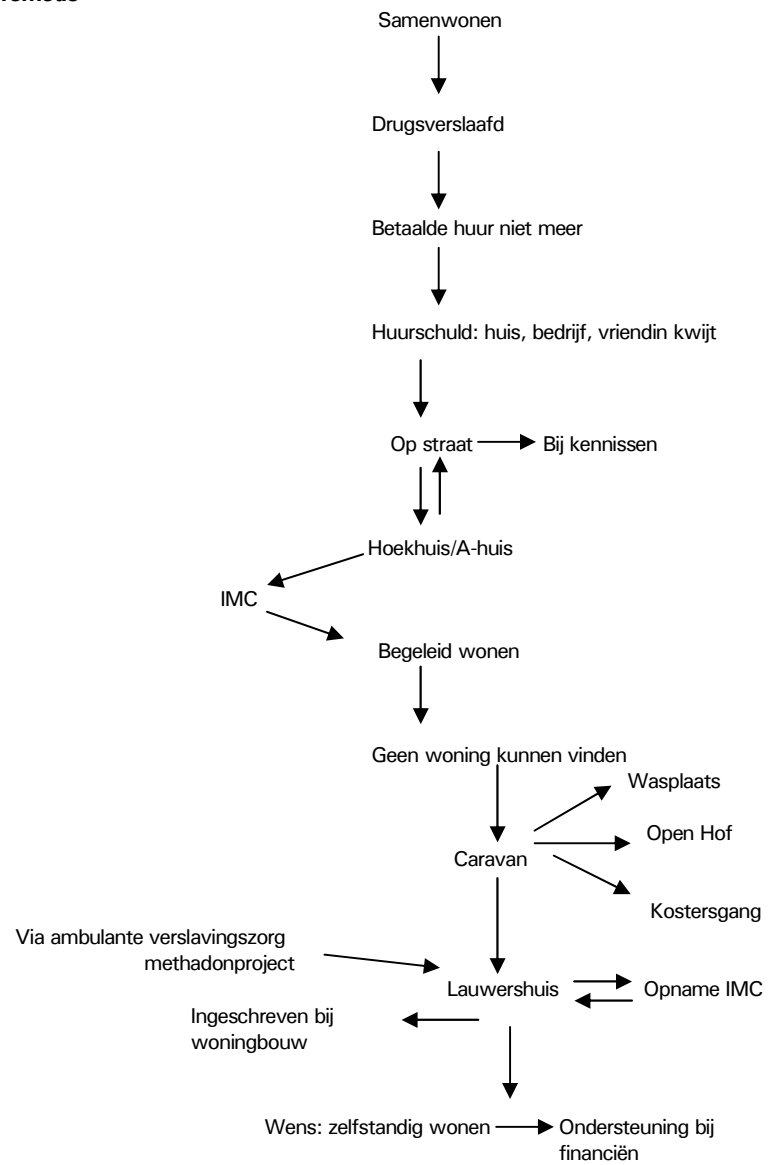 Samenwonen
Drugsverslaafd
Betaalde huur niet meer
Huurschuld: huis, bedrijf, vriendin kwijt
Op straat
Bij kennissen
Hoekhuis/A-huis
IMC
Begeleid wonen
Geen woning kunnen vinden
Wasplaats
Open Hof
Caravan
Kostersgang
Via ambulante verslavingszorg
methadonproject
Lauwershuis
Opname IMC
Ingeschreven bij
woningbouw
Wens: zelfstandig wonen
Ondersteuning bij
financiën